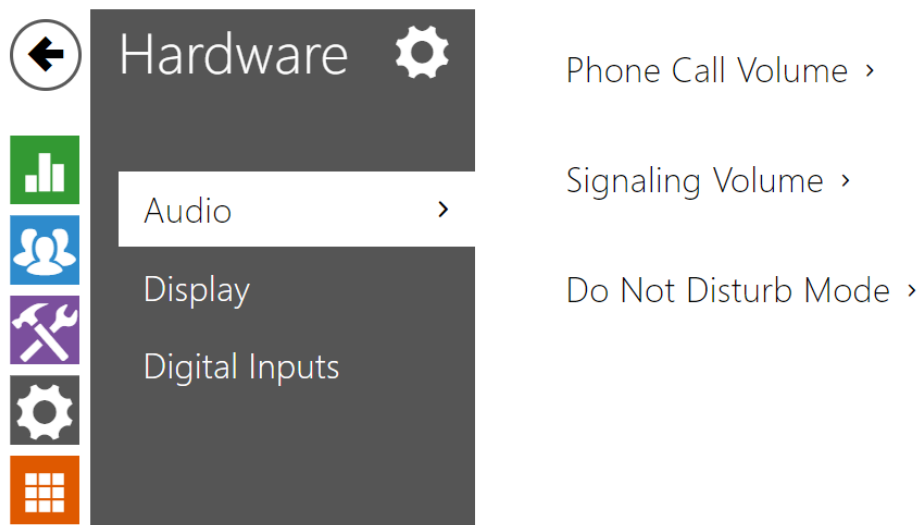 Hardware
Audio
Display
Digital Inputs
Phone Call Volume
Signaling Volume
Do Not Disturb Mode